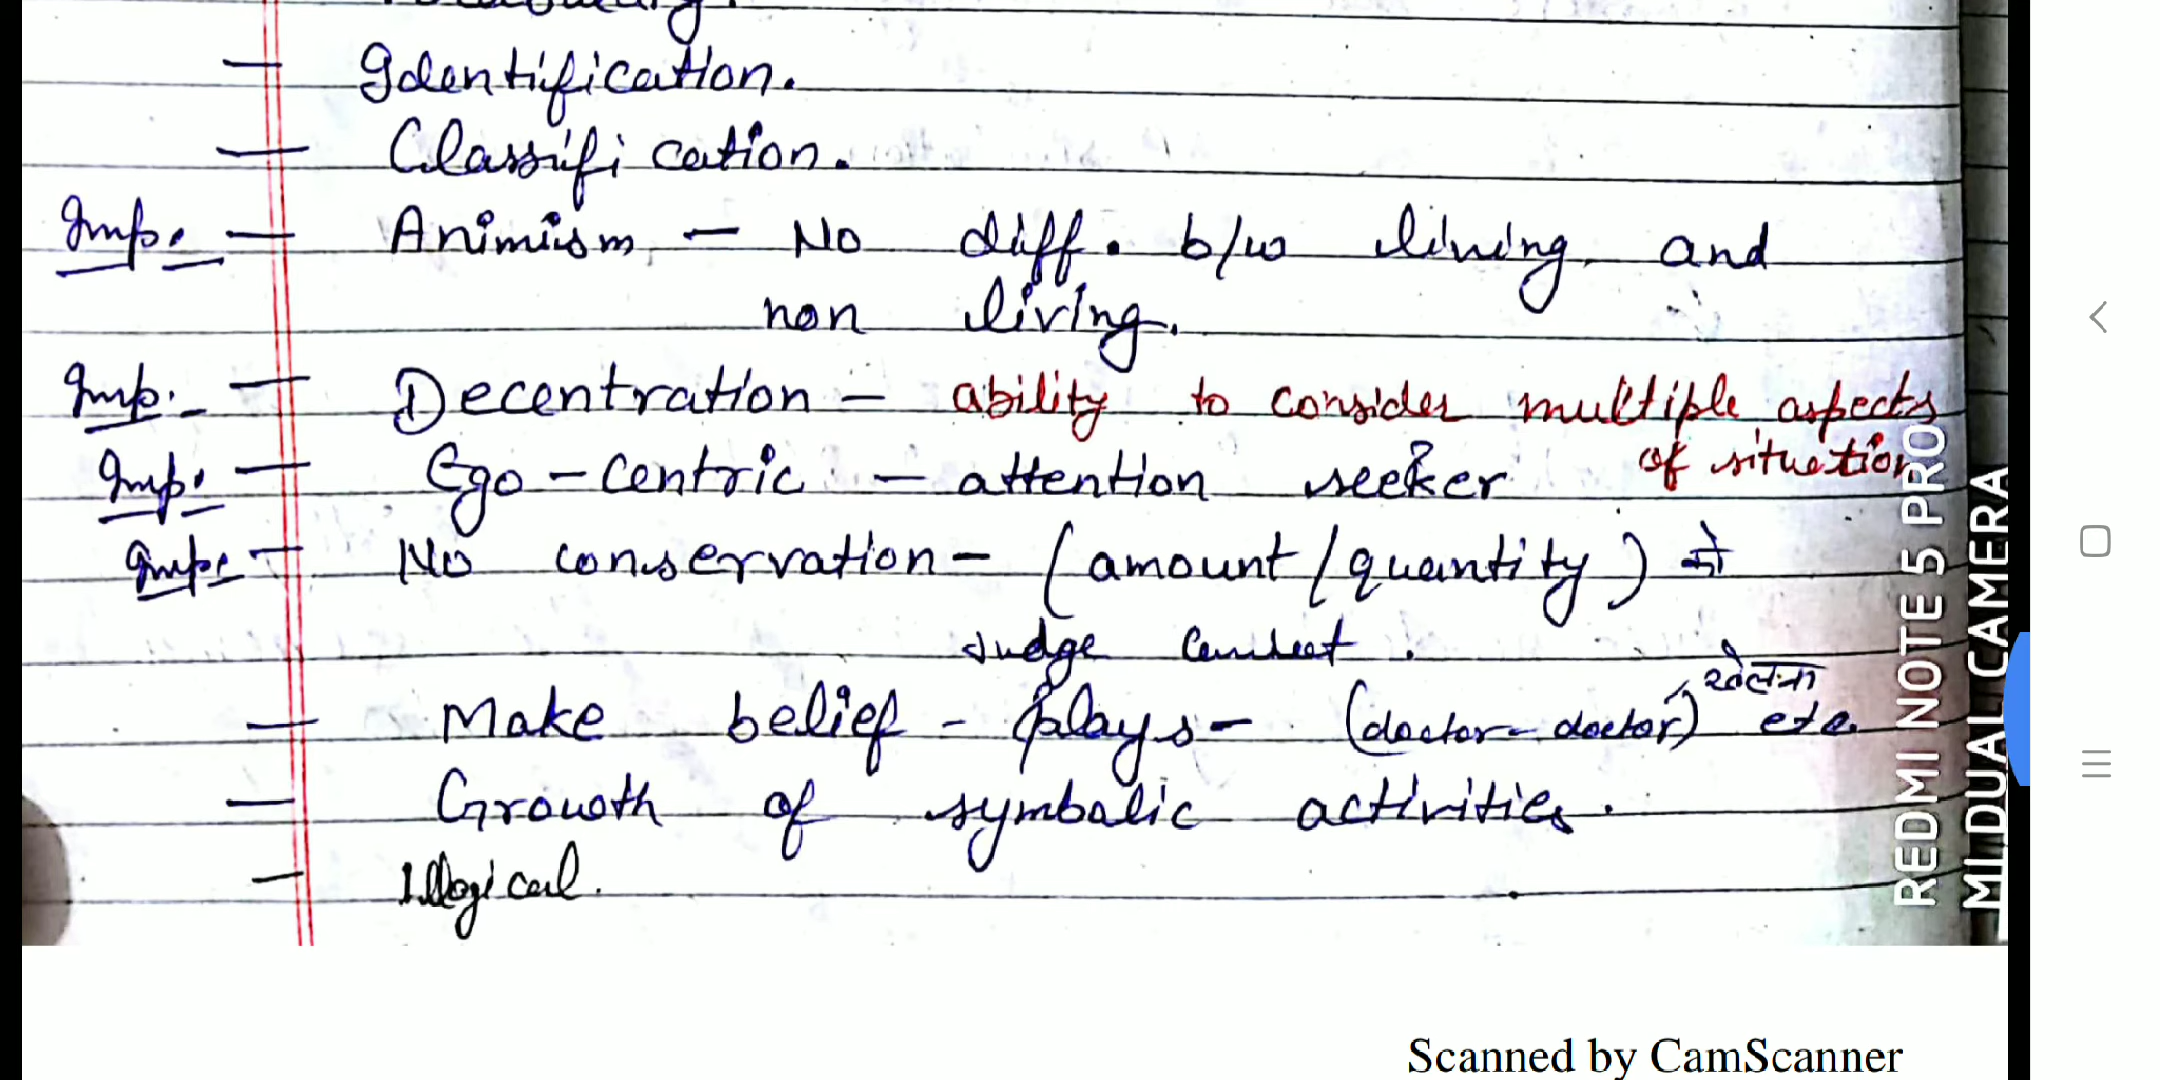 - Identification.
- Classification.
Imp. - Animism - No diff. b/w living and
non living.
Imp. - Decentration - ability to consider multiple aspects
of situation
Imp. - Ego-centric - attention seeker
Imp. - No conservation - (amount/quantity) को
Judge
- Make belief - plays - (doctor-doctor) खेलना etc.
- Growth of symbolic activities.
- Illogical.
REDMI NOTE 5 PRO
MI DUAL CAMERA
Scanned by CamScanner